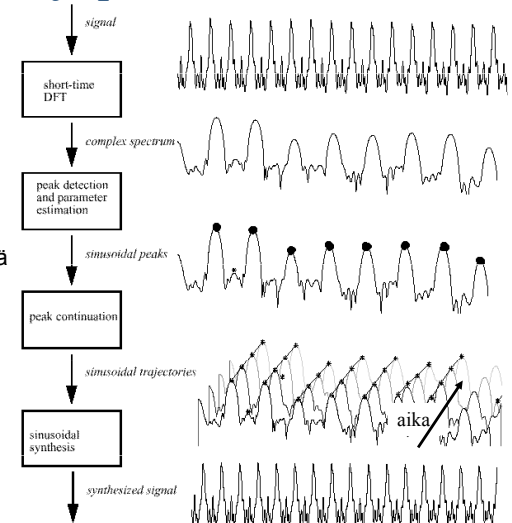 signal
short-time
DFT
complex spectrum
peak detection
and parameter
estimation
ä
sinusoidal peaks
peak continuation
sinusoidal trajectories
aika
sinusoidal
synthesis
synthesized signal